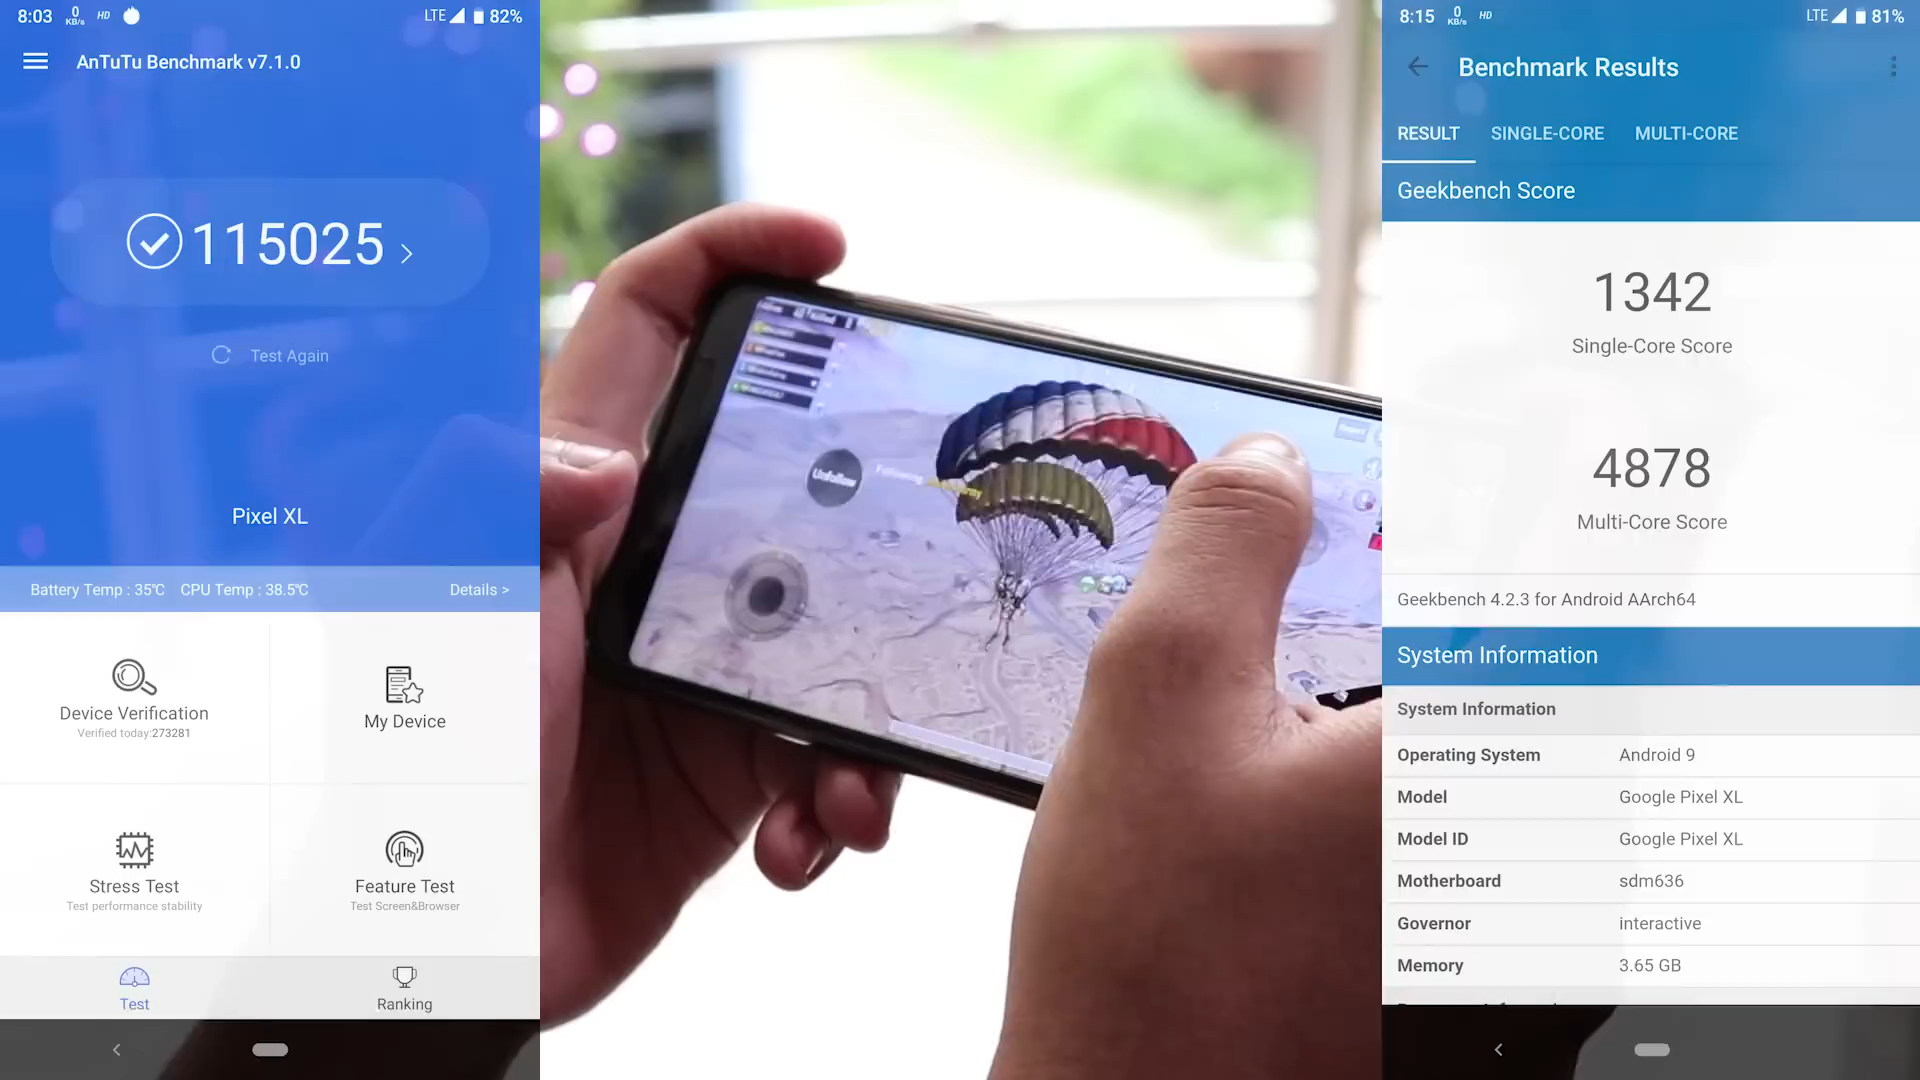 8:03 0 KB/s HD LTE 82%
AnTuTu Benchmark v7.1.0
115025 >
Test Again
Pixel XL
Battery Temp : 35℃ CPU Temp : 38.5℃ Details >
Device Verification
Verified today:273281
My Device
Stress Test
Test performance stability
Feature Test
Test Screen&Browser
Test
Ranking
Unfollow
Following
8:15 0 KB/s HD LTE 81%
Benchmark Results
RESULT SINGLE-CORE MULTI-CORE
Geekbench Score
1342
Single-Core Score
4878
Multi-Core Score
Geekbench 4.2.3 for Android AArch64
System Information
System Information
Operating System Android 9
Model Google Pixel XL
Model ID Google Pixel XL
Motherboard sdm636
Governor interactive
Memory 3.65 GB